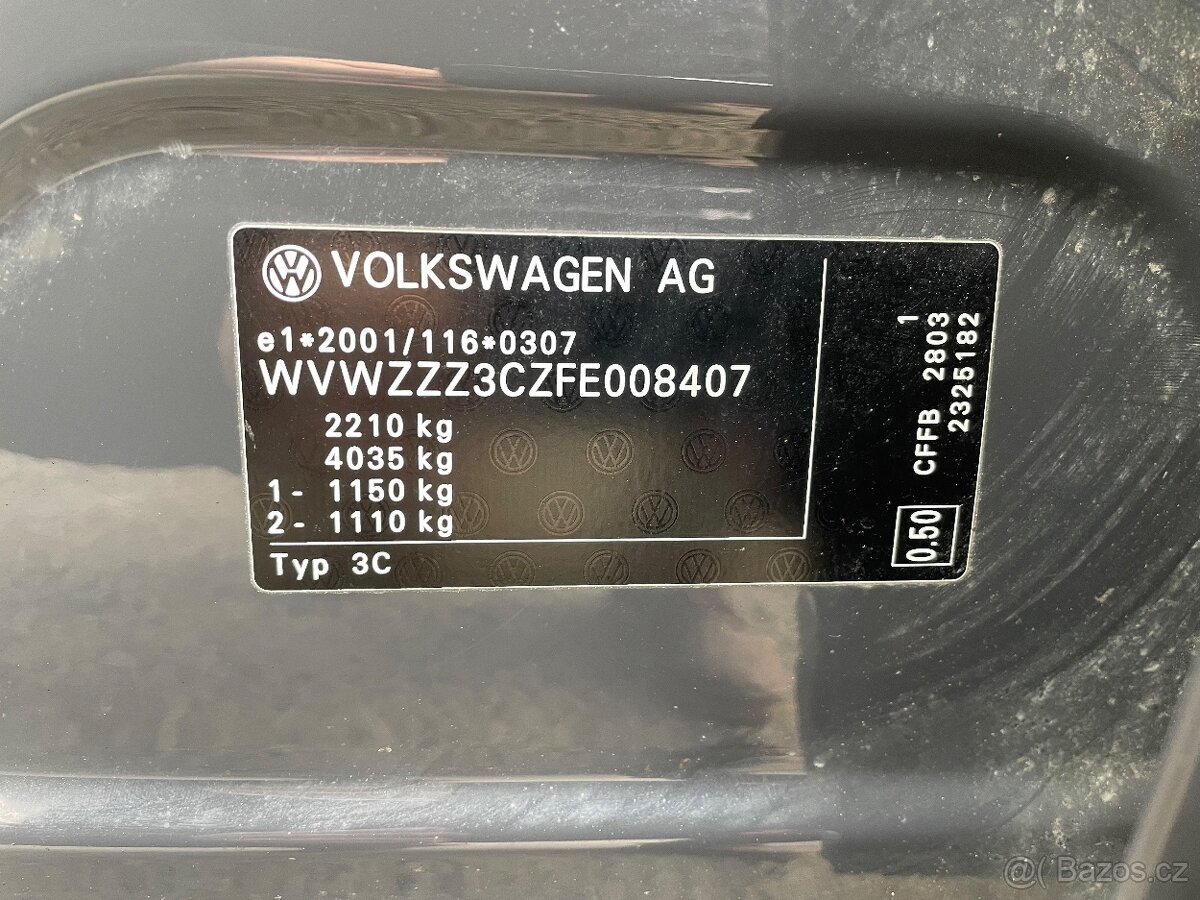 VOLKSWAGEN AG
e1*2001/116*0307
WVWZZZ3CZFE008407
2210 kg
4035 kg
1- 1150 kg
2- 1110 kg
Typ 3C
1
CFFB 2803
2325182
0.50
@( Bazos.cz